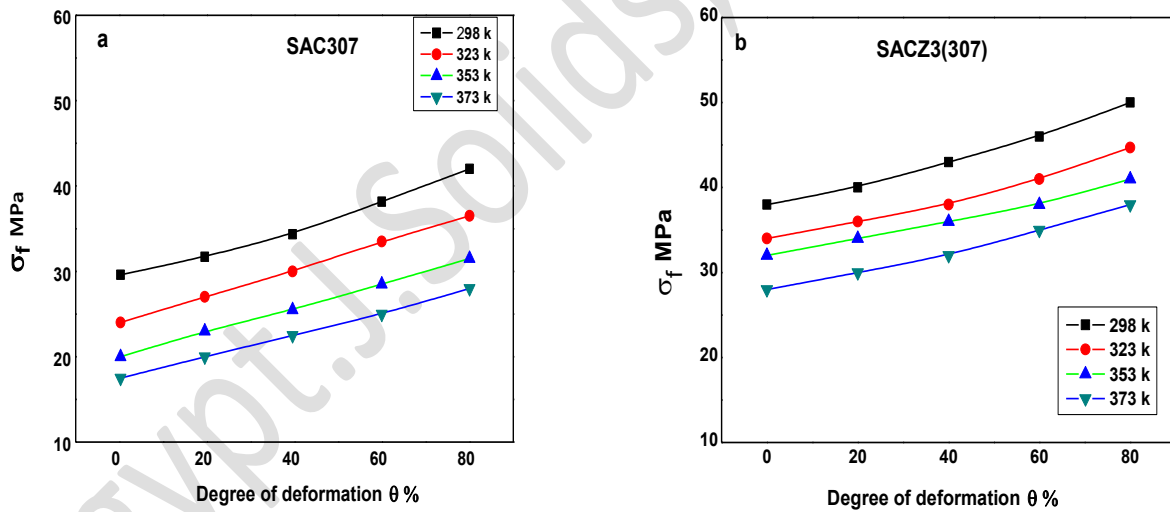 a
SAC307
298 k
323 k
353 k
373 k
60
50
40
30
20
10
σf MPa
0 20 40 60 80
Degree of deformation θ %
b
SACZ3(307)
298 k
323 k
353 k
373 k
60
50
40
30
20
10
σf MPa
0 20 40 60 80
Degree of deformation θ %
gypt.J.Solids